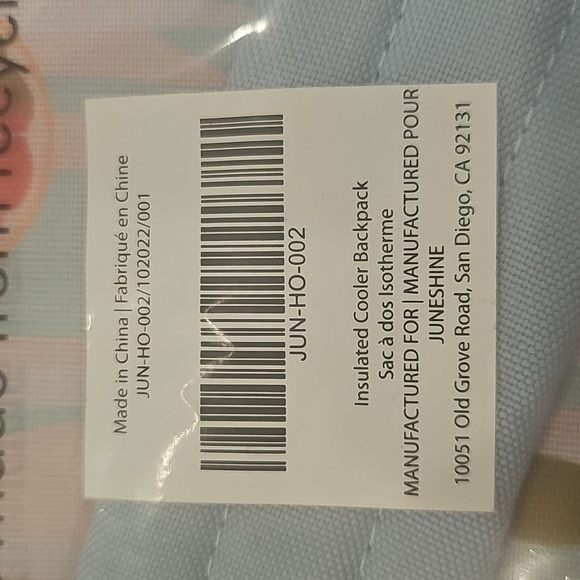 Made in China | Fabriqué en Chine
JUN-HO-002/102022/001
JUN-HO-002
Insulated Cooler Backpack
Sac à dos Isotherme
MANUFACTURED FOR | MANUFACTURED POUR
JUNESHINE
10051 Old Grove Road, San Diego, CA 92131